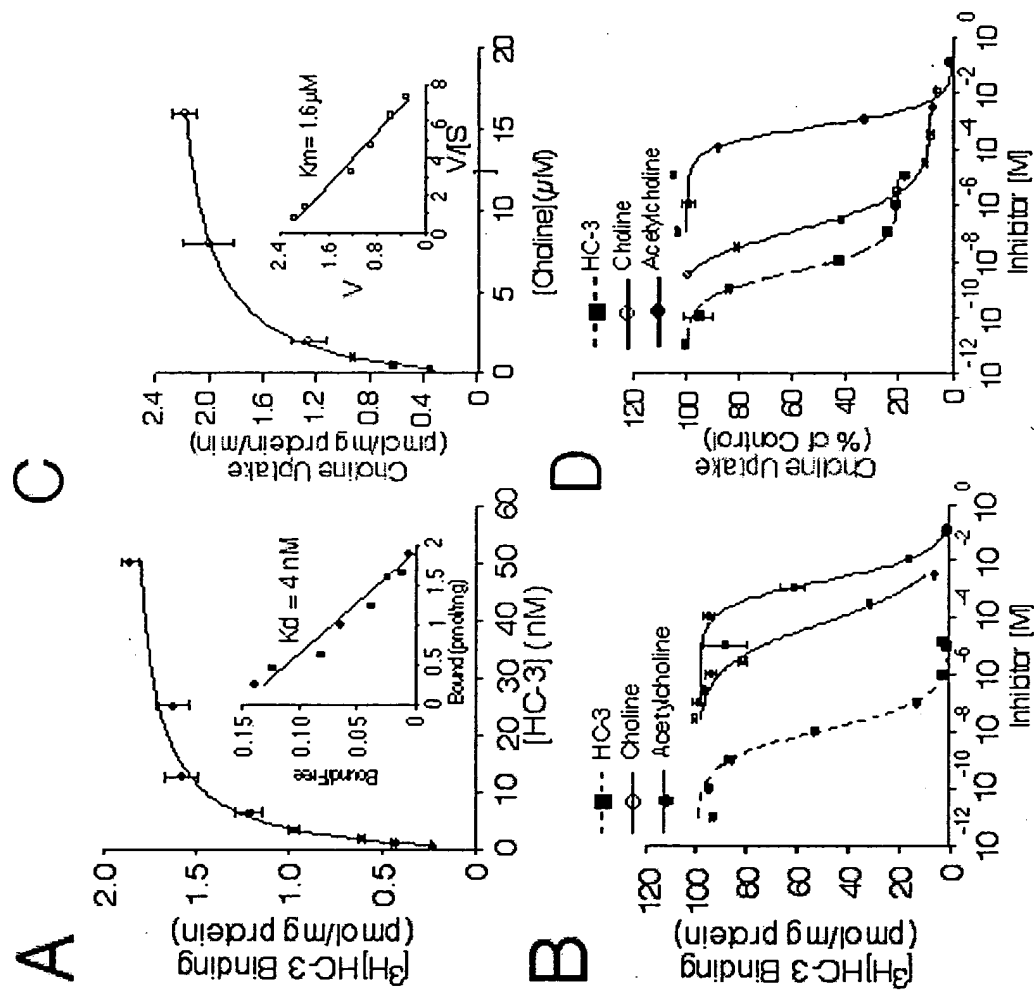 A
[³H]HC-3 Binding
(pmol/mg prdein)
2.0
1.5
1.0
0.5
0
0 10 20 30 40 50 60
[HC-3] (nM)
Kd = 4 nM
Bound/Free
0.15
0.10
0.05
0
0 0.5 1 1.5 2
Bound(pmol/mg)
C
Choline Uptake
(pmol/mg protein/min)
2.4
2.0
1.6
1.2
0.8
0.4
0
0 5 10 15 20
[Choline](μM)
Km= 1.6μM
V
2.4
1.6
0.8
0
0 2 4 6 8
V/[S
B
[³H]HC-3 Binding
(pmol/mg prdein)
HC-3
Choline
Acetylcholine
120
100
80
60
40
20
0
10⁻¹² 10⁻¹⁰ 10⁻⁸ 10⁻⁶ 10⁻⁴ 10⁻² 10⁰
Inhibitor [M]
D
Choline Uptake
(% of Control)
HC-3
Choline
Acetylcholine
120
100
80
60
40
20
0
10⁻¹² 10⁻¹⁰ 10⁻⁸ 10⁻⁶ 10⁻⁴ 10⁻² 10⁰
Inhibitor [M]